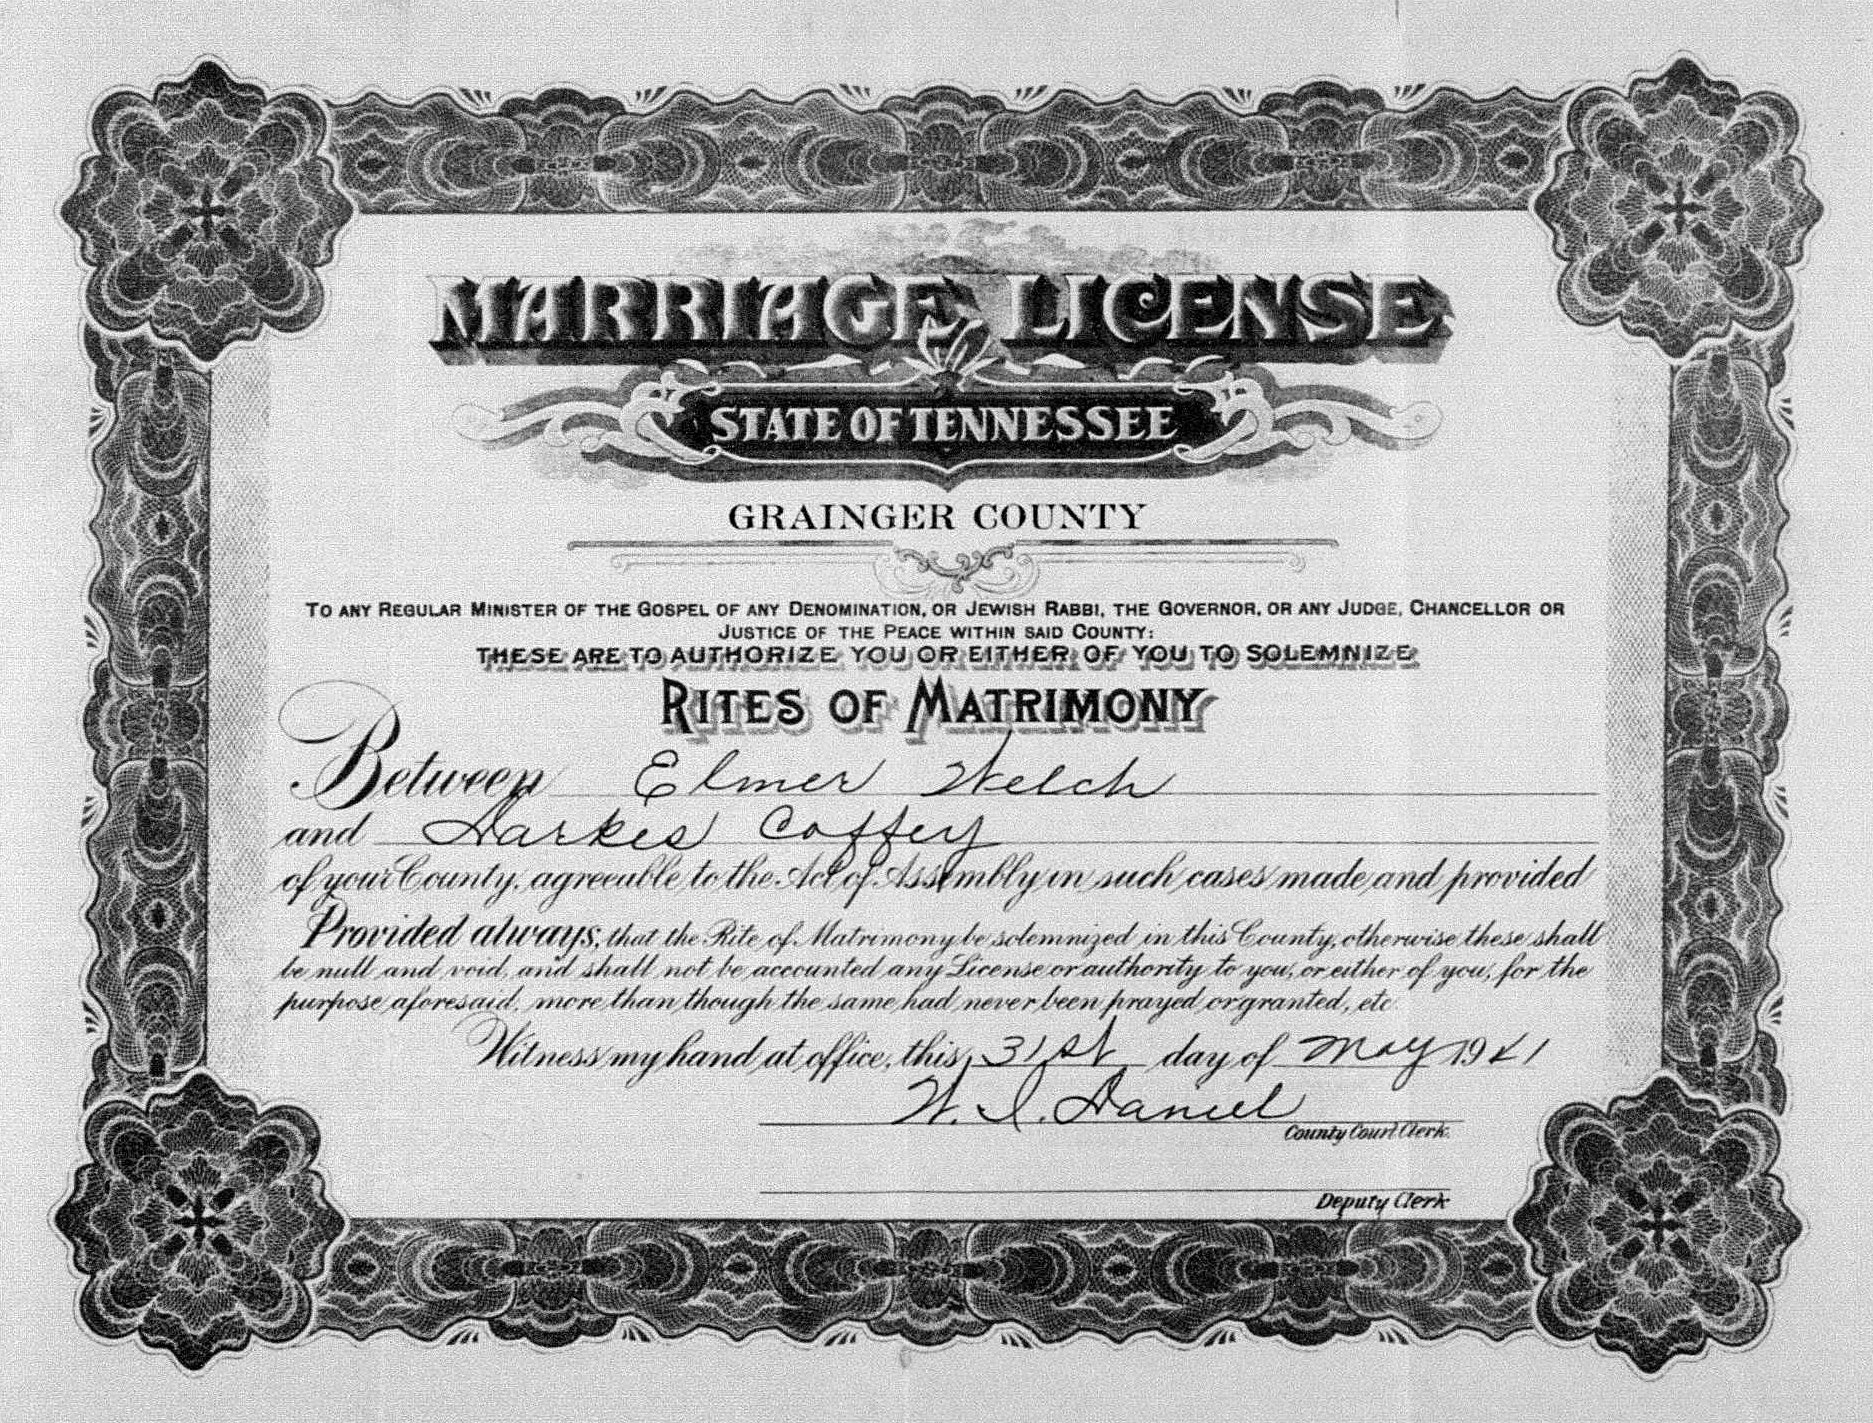 MARRIAGE LICENSE
STATE OF TENNESSEE
GRAINGER COUNTY
TO ANY REGULAR MINISTER OF THE GOSPEL OF ANY DENOMINATION, OR JEWISH RABBI, THE GOVERNOR, OR ANY JUDGE, CHANCELLOR OR
JUSTICE OF THE PEACE WITHIN SAID COUNTY:
THESE ARE TO AUTHORIZE YOU OR EITHER OF YOU TO SOLEMNIZE
RITES OF MATRIMONY
Between Elmer Welch
and Darkes Coffey
of your County, agreeable to the Act of Assembly in such cases made and provided
Provided always, that the Rite of Matrimony be solemnized in this County, otherwise these shall
be null and void, and shall not be accounted any License or authority to you, or either of you, for the
purpose aforesaid, more than though the same had never been prayed or granted, etc.
Witness my hand at office, this 31st day of May 1941
W. I. Daniel
County Court Clerk.
Deputy Clerk